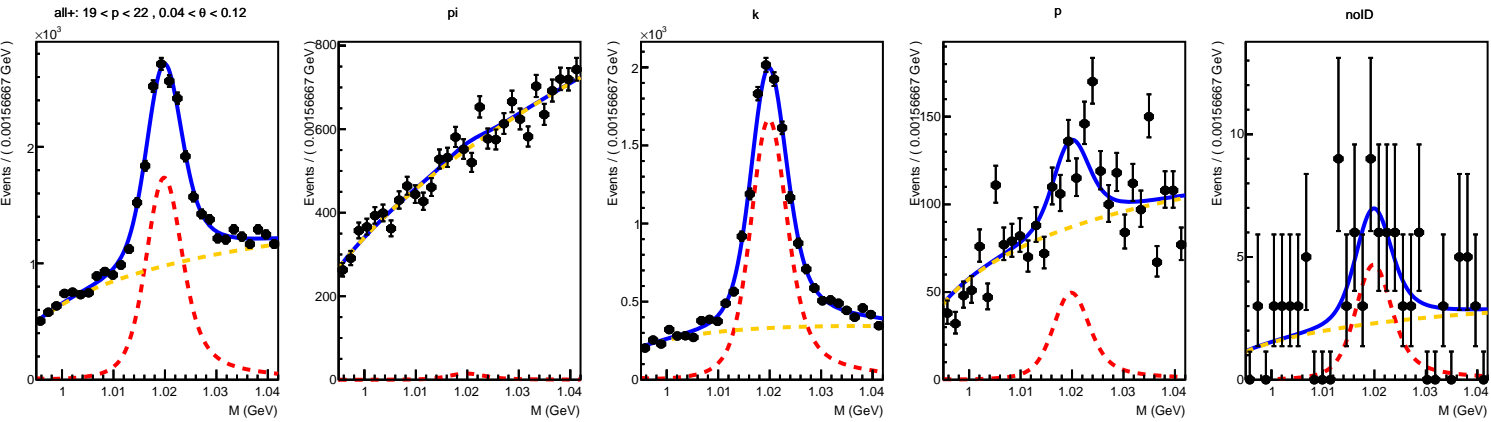 all+: 19 < p < 22 , 0.04 < θ < 0.12
×10³
Events / ( 0.00156667 GeV )
2
1
0
1 1.01 1.02 1.03 1.04
M (GeV)
pi
Events / ( 0.00156667 GeV )
800
600
400
200
0
1 1.01 1.02 1.03 1.04
M (GeV)
k
×10³
Events / ( 0.00156667 GeV )
2
1.5
1
0.5
0
1 1.01 1.02 1.03 1.04
M (GeV)
p
Events / ( 0.00156667 GeV )
150
100
50
0
1 1.01 1.02 1.03 1.04
M (GeV)
noID
Events / ( 0.00156667 GeV )
10
5
0
1 1.01 1.02 1.03 1.04
M (GeV)